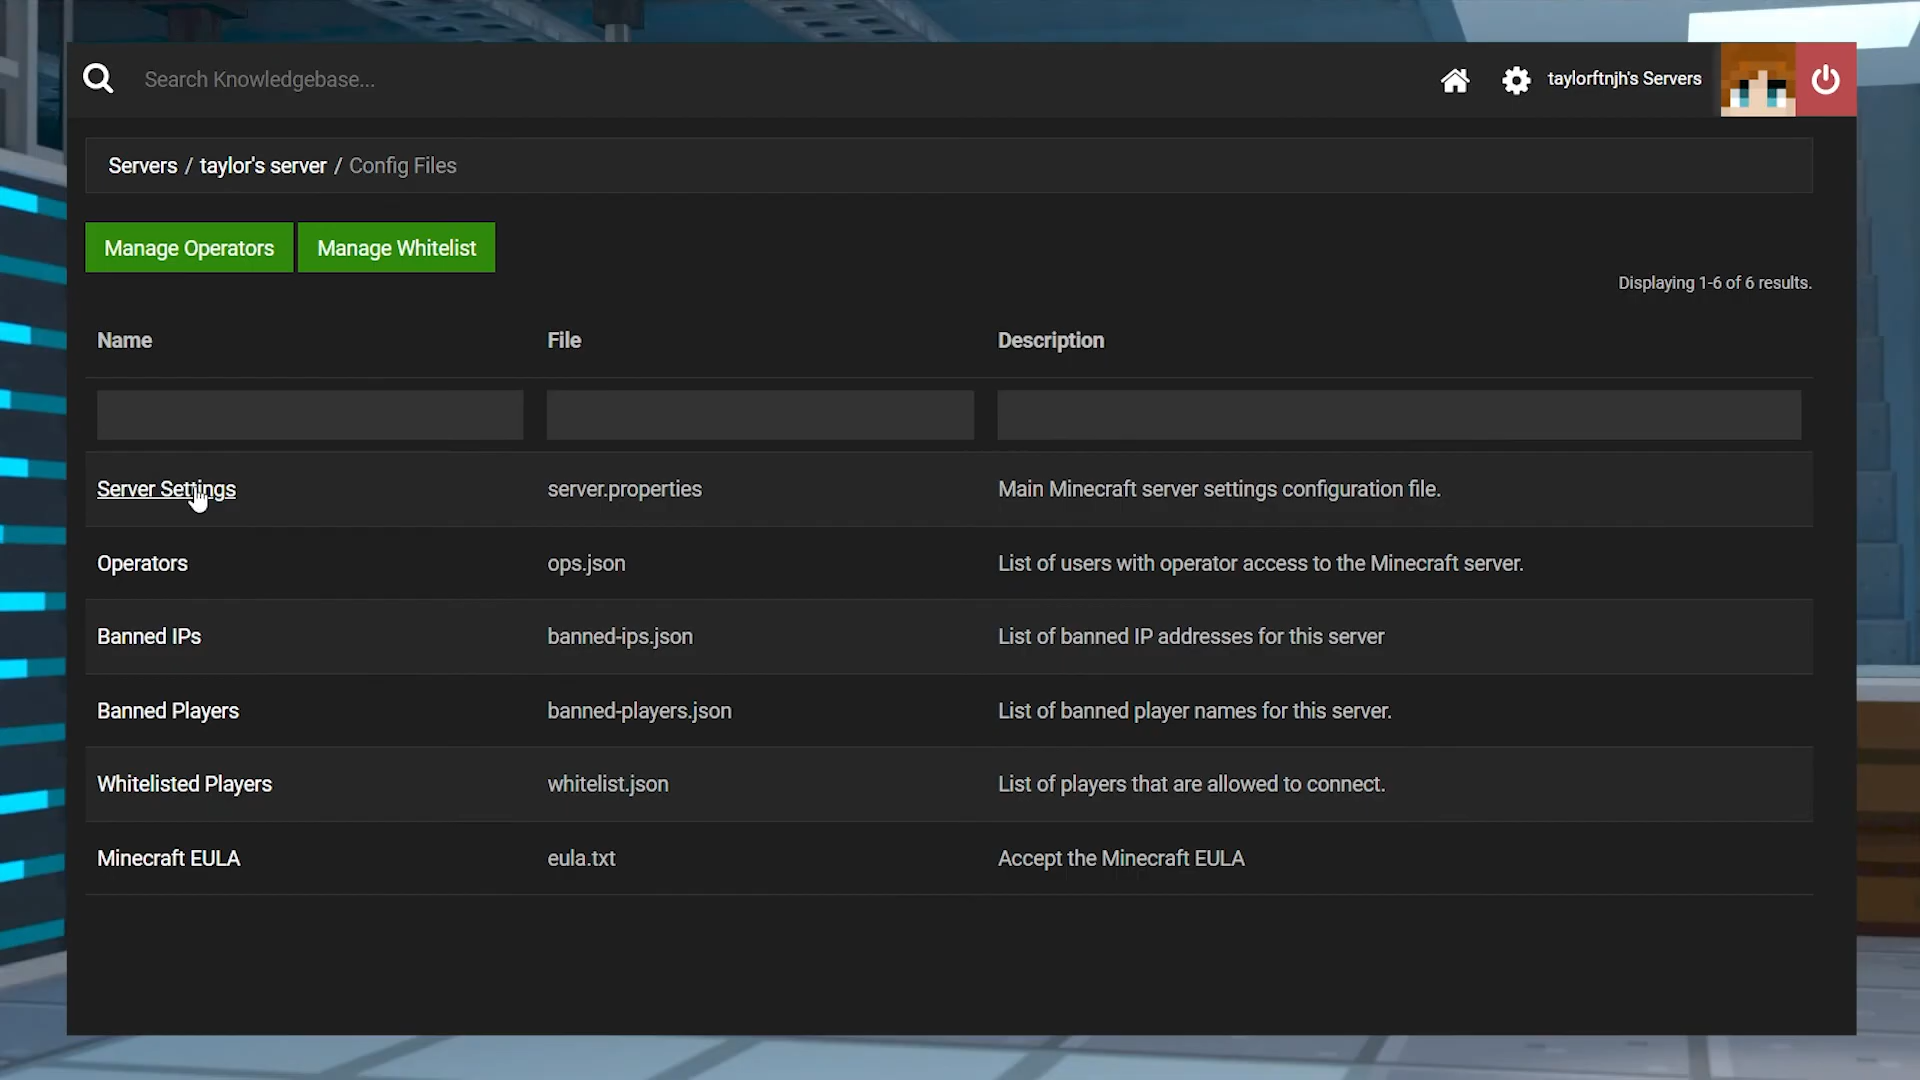 Search Knowledgebase...
taylorftnjh's Servers
Servers / taylor's server / Config Files
Manage Operators
Manage Whitelist
Displaying 1-6 of 6 results.
Name File Description
Server Settings server.properties Main Minecraft server settings configuration file.
Operators ops.json List of users with operator access to the Minecraft server.
Banned IPs banned-ips.json List of banned IP addresses for this server
Banned Players banned-players.json List of banned player names for this server.
Whitelisted Players whitelist.json List of players that are allowed to connect.
Minecraft EULA eula.txt Accept the Minecraft EULA